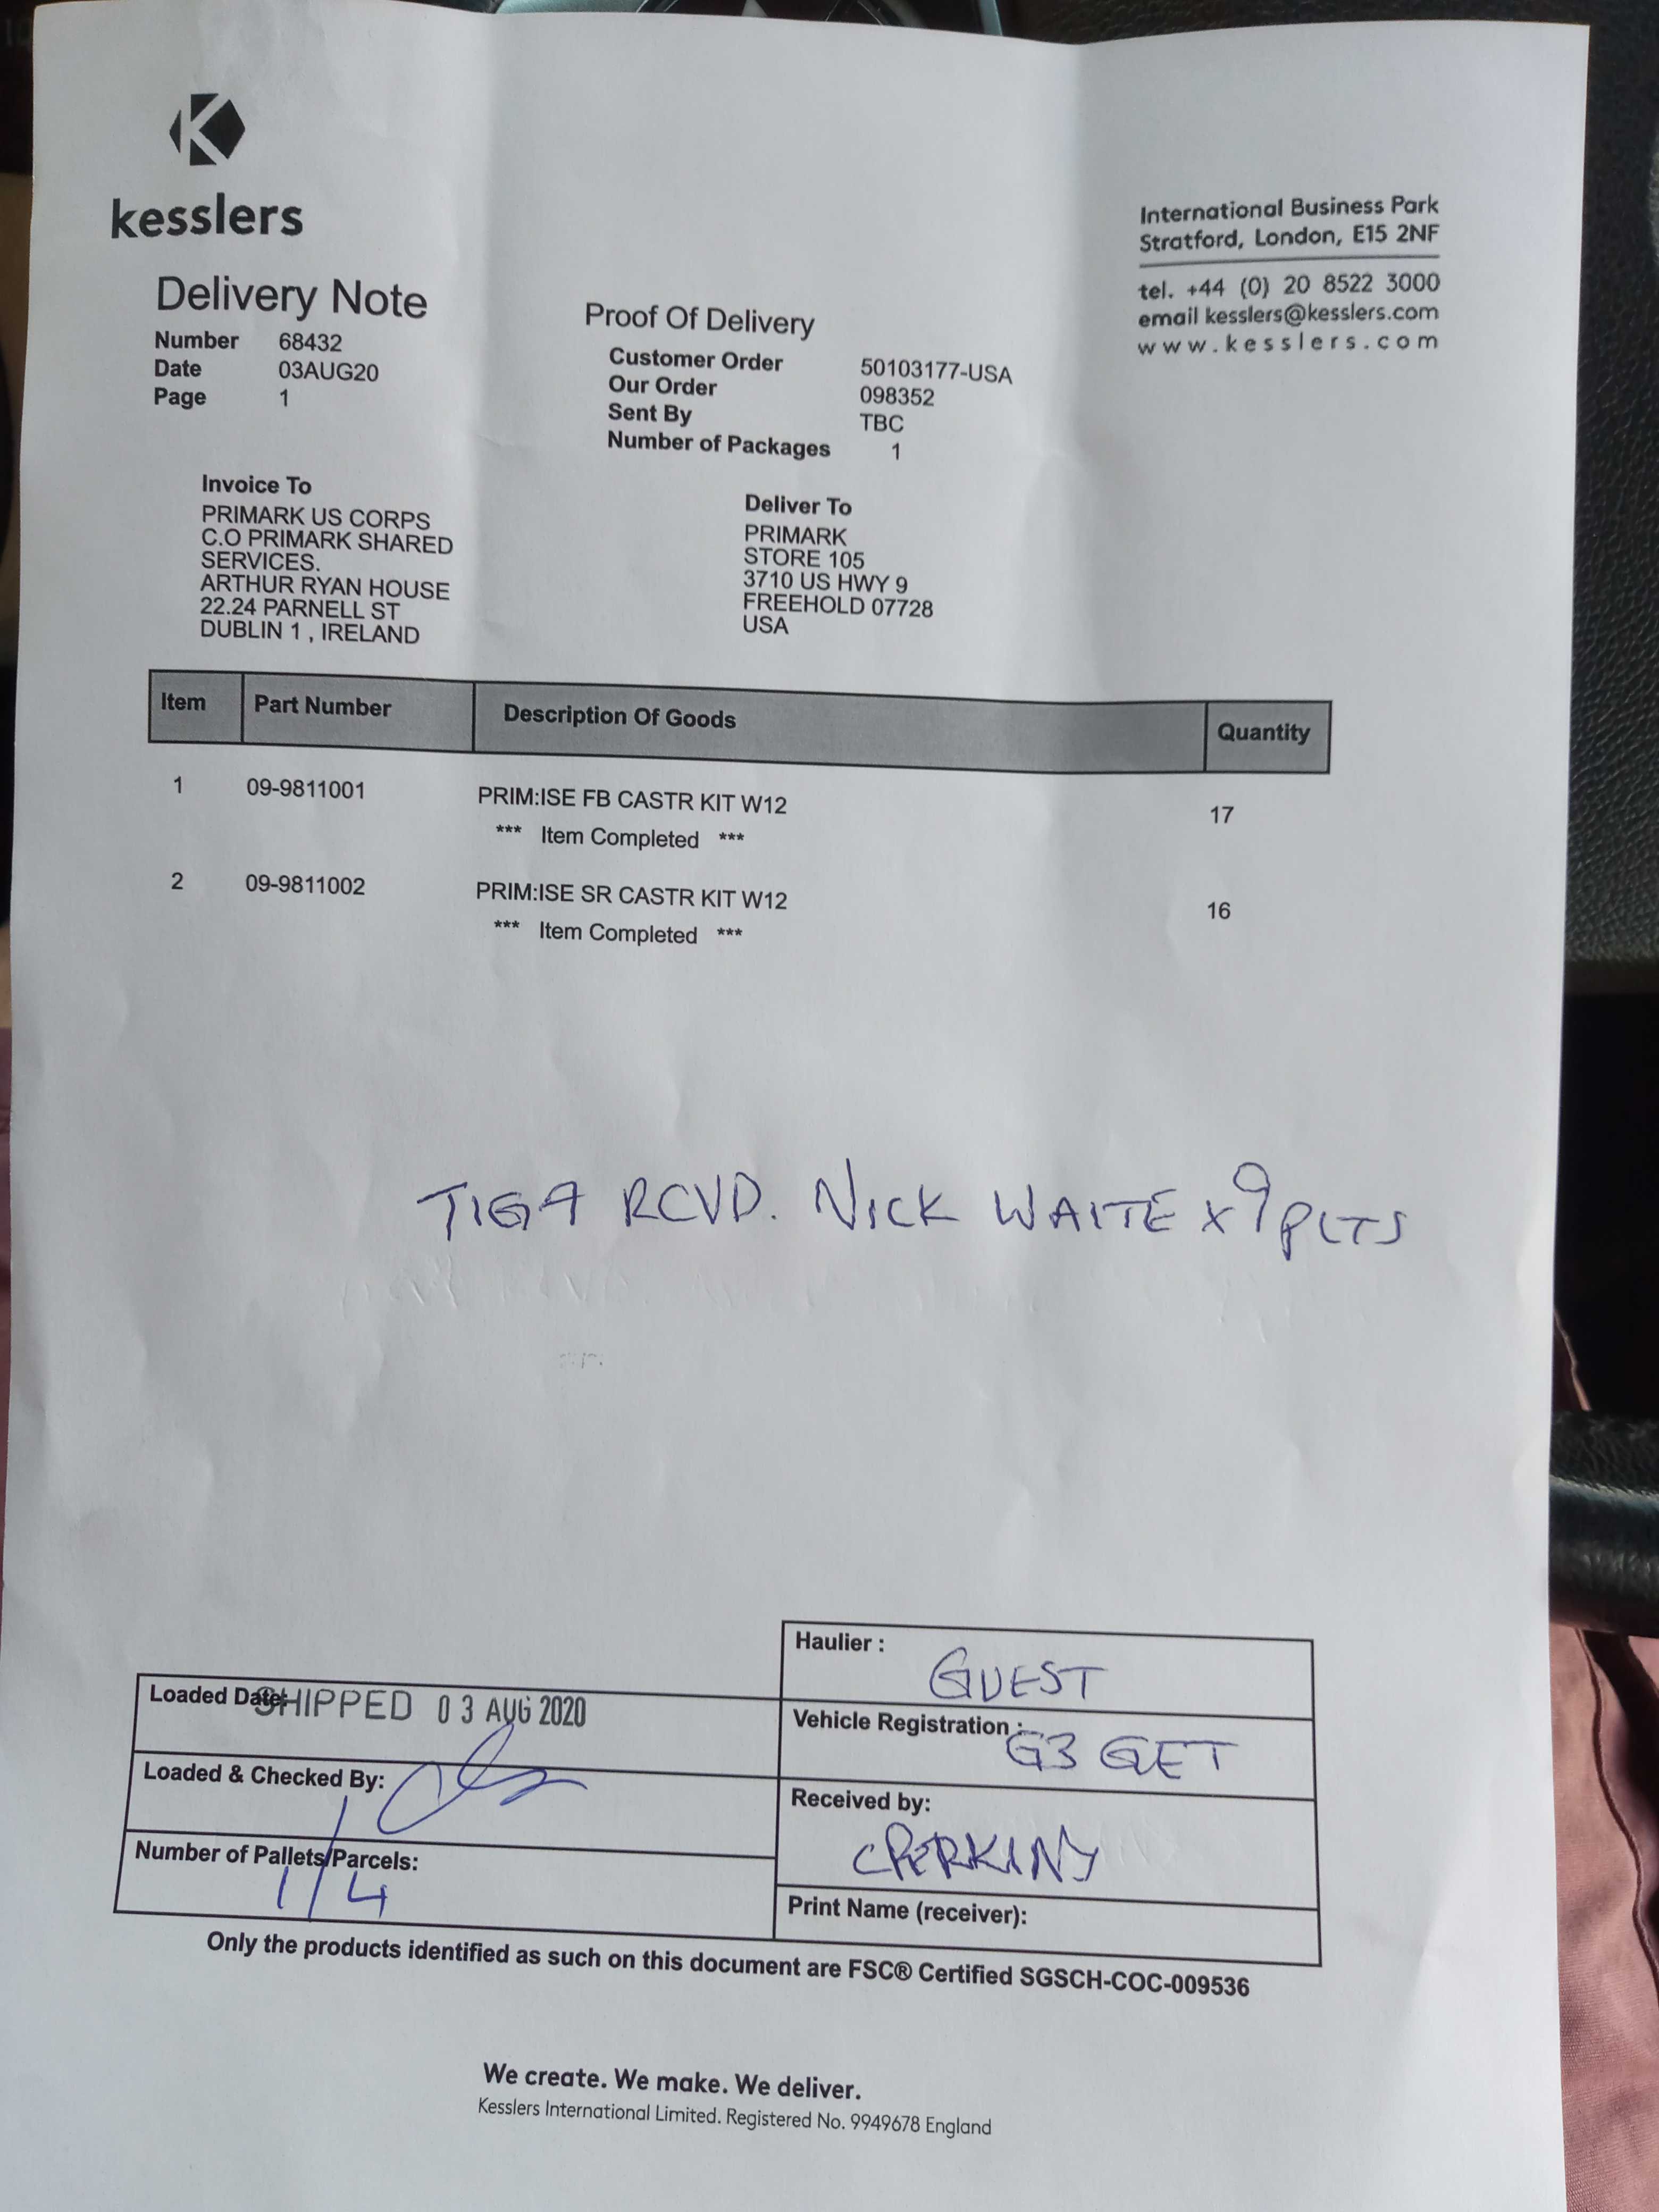 kesslers
International Business Park
Stratford, London, E15 2NF
tel. +44 (0) 20 8522 3000
email kesslers@kesslers.com
www.kesslers.com
Delivery Note
Number 68432
Date 03AUG20
Page 1
Proof Of Delivery
Customer Order 50103177-USA
Our Order 098352
Sent By TBC
Number of Packages 1
Invoice To
PRIMARK US CORPS
C.O PRIMARK SHARED
SERVICES.
ARTHUR RYAN HOUSE
22.24 PARNELL ST
DUBLIN 1 , IRELAND
Deliver To
PRIMARK
STORE 105
3710 US HWY 9
FREEHOLD 07728
USA
Item Part Number Description Of Goods Quantity
1 09-9811001 PRIM:ISE FB CASTR KIT W12 17
*** Item Completed ***
2 09-9811002 PRIM:ISE SR CASTR KIT W12 16
*** Item Completed ***
RCVD. NICK WAITE x 9 PLTS
Loaded Date: SHIPPED 03 AUG 2020
Loaded & Checked By:
Number of Pallets/Parcels:
1/4
Haulier :
GUEST
Vehicle Registration :
G3 GET
Received by:
Print Name (receiver):
Only the products identified as such on this document are FSC® Certified SGSCH-COC-009536
We create. We make. We deliver.
Kesslers International Limited. Registered No. 9949678 England